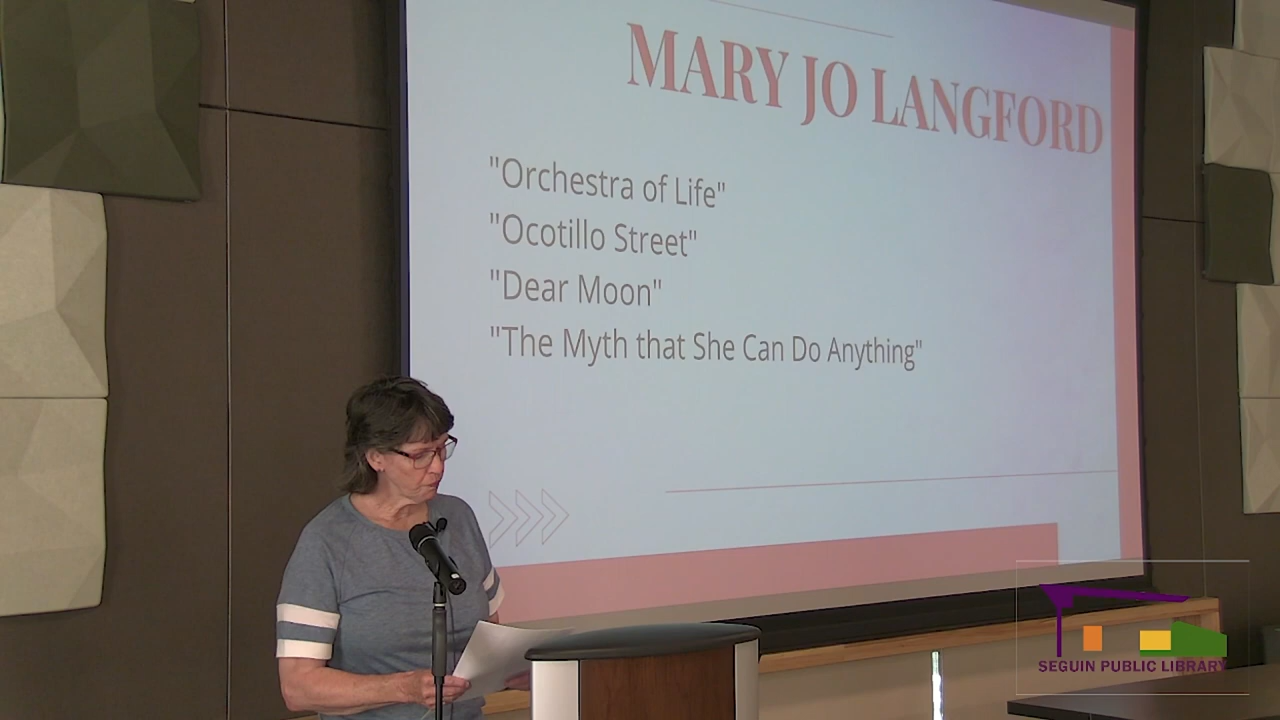 MARY JO LANGFORD
"Orchestra of Life"
"Ocotillo Street"
"Dear Moon"
"The Myth that She Can Do Anything"
SEGUIN PUBLIC LIBRARY